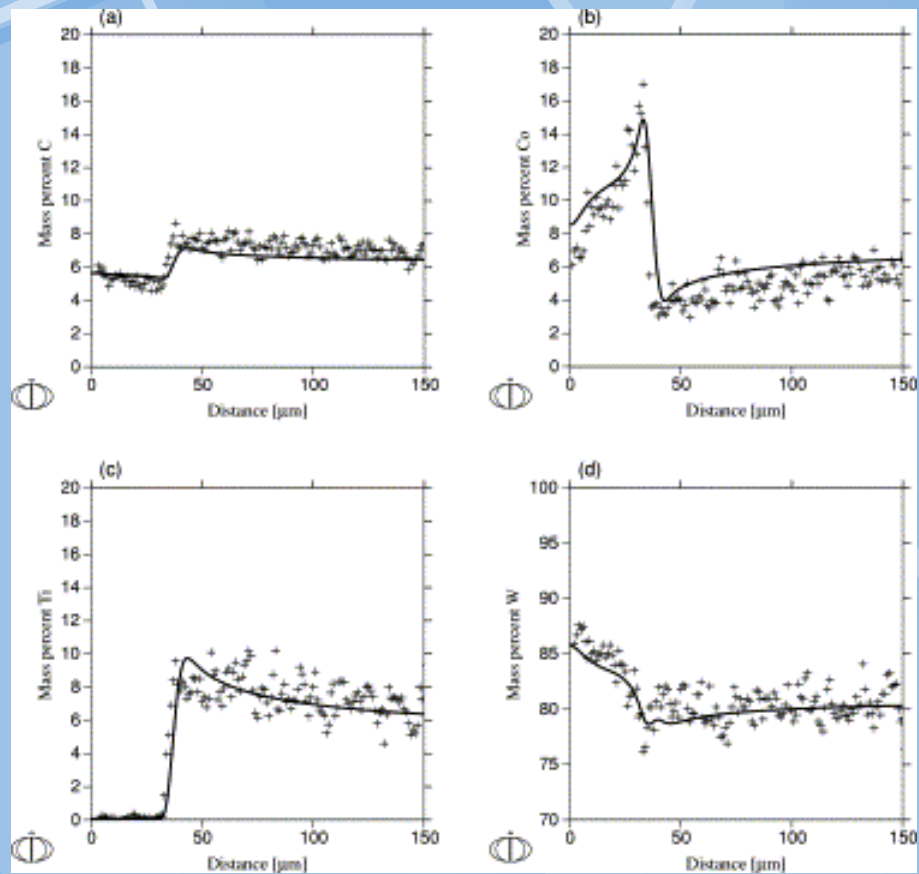 (a)
20
18
16
14
12
10
8
6
4
2
0
Mass percent C
0 50 100 150
Distance [µm]
(b)
20
18
16
14
12
10
8
6
4
2
0
Mass percent Co
0 50 100 150
Distance [µm]
(c)
20
18
16
14
12
10
8
6
4
2
0
Mass percent Ti
0 50 100 150
Distance [µm]
(d)
100
95
90
85
80
75
70
Mass percent W
0 50 100 150
Distance [µm]